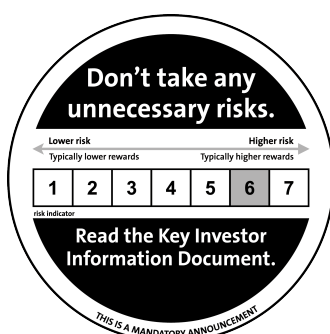 Don't take any
unnecessary risks.
Lower risk Higher risk
Typically lower rewards Typically higher rewards
1 2 3 4 5 6 7
risk indicator
Read the Key Investor
Information Document.
THIS IS A MANDATORY ANNOUNCEMENT